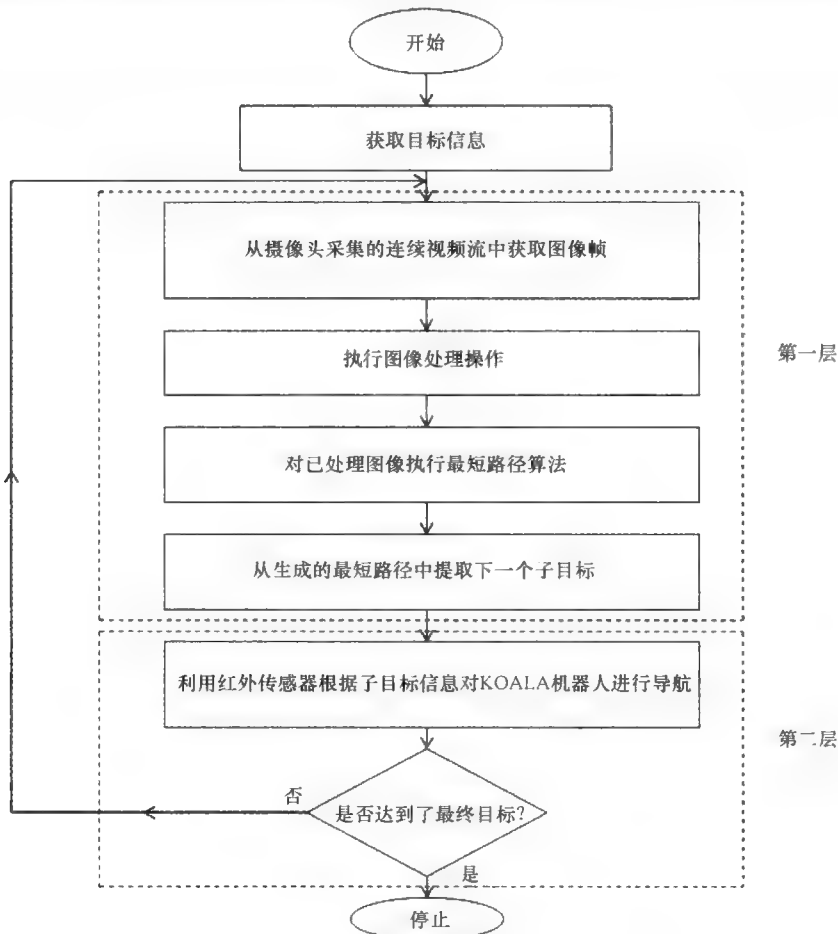 开始
获取目标信息
从摄像头采集的连续视频流中获取图像帧
执行图像处理操作
第一层
对已处理图像执行最短路径算法
从生成的最短路径中提取下一个子目标
利用红外传感器根据子目标信息对KOALA机器人进行导航
第二层
否
是否达到了最终目标?
是
停止